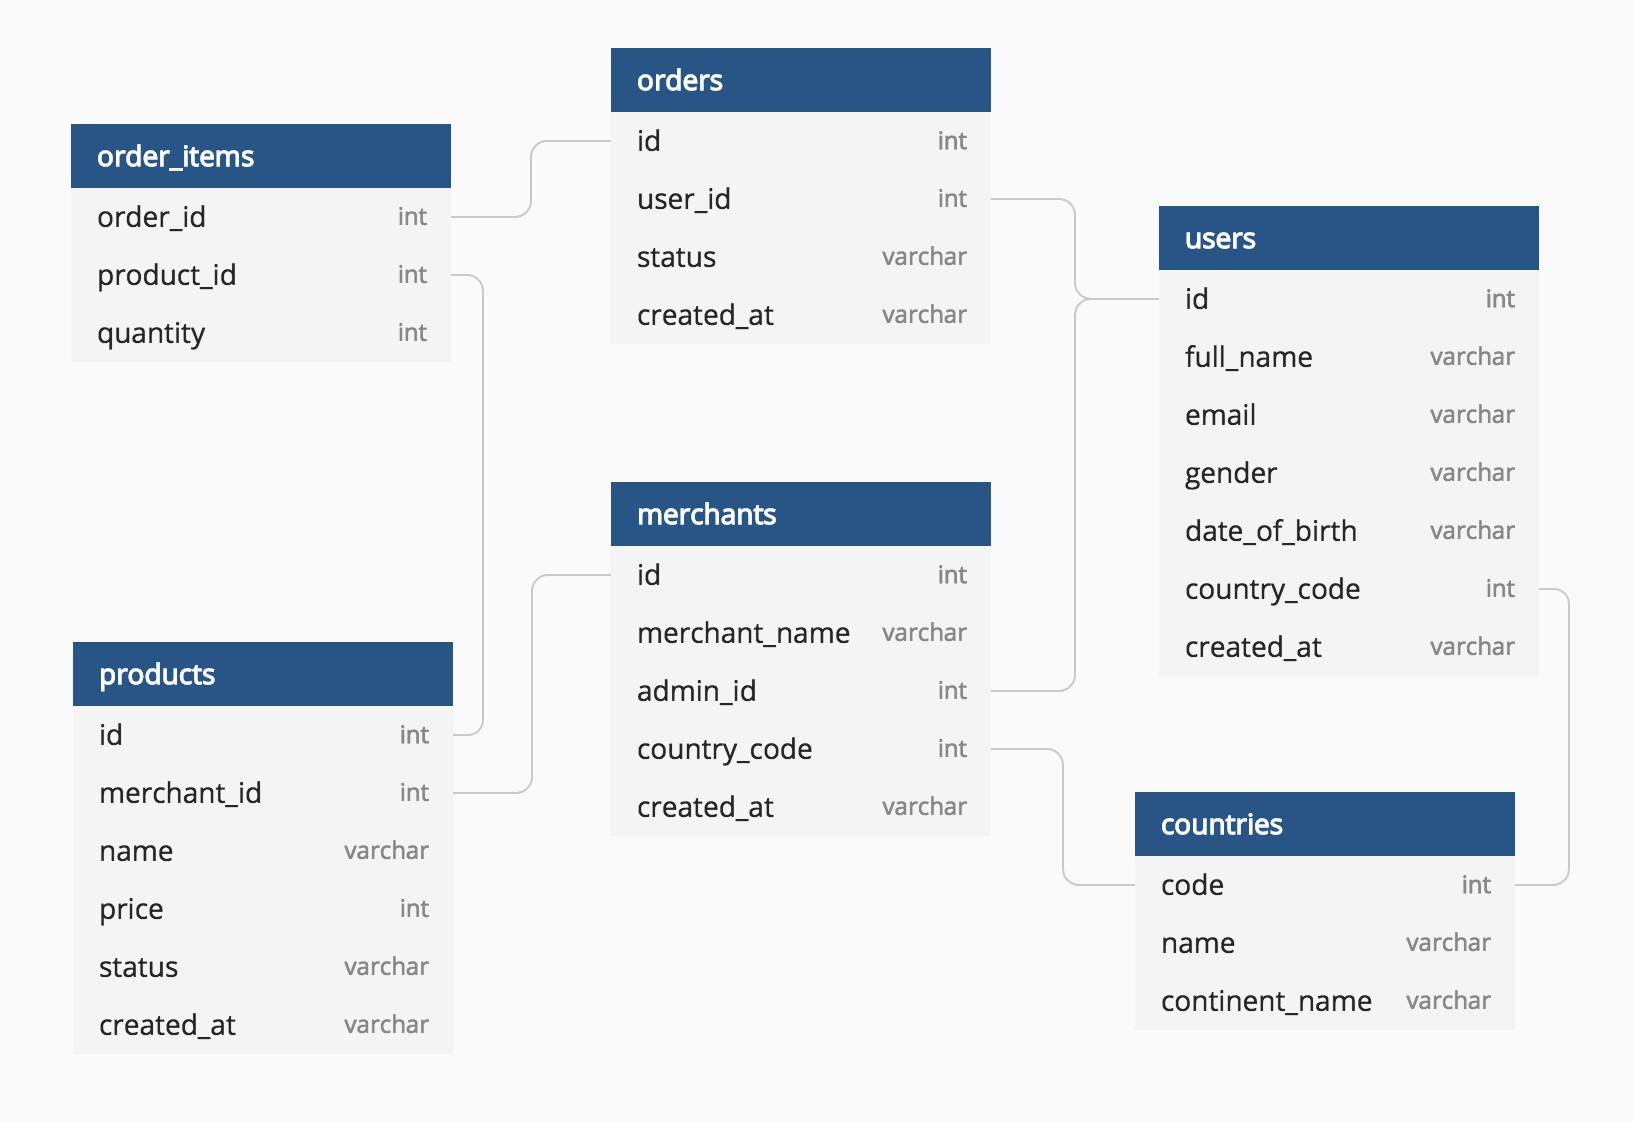 orders
id int
user_id int
status varchar
created_at varchar
order_items
order_id int
product_id int
quantity int
users
id int
full_name varchar
email varchar
gender varchar
date_of_birth varchar
country_code int
created_at varchar
merchants
id int
merchant_name varchar
admin_id int
country_code int
created_at varchar
products
id int
merchant_id int
name varchar
price int
status varchar
created_at varchar
countries
code int
name varchar
continent_name varchar